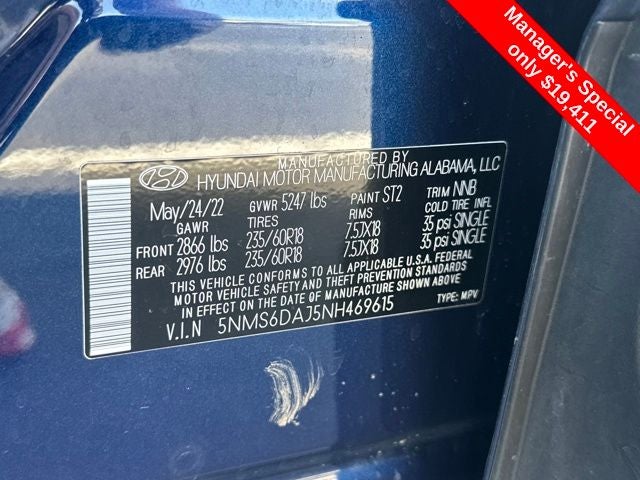 Manager's Special
only $19,411
MANUFACTURED BY
HYUNDAI MOTOR MANUFACTURING ALABAMA, LLC
May/24/22 GVWR 5247 lbs PAINT ST2 TRIM NNB
GAWR TIRES RIMS COLD TIRE INFL
FRONT 2866 lbs 235/60R18 7.5JX18 35 psi SINGLE
REAR 2976 lbs 235/60R18 7.5JX18 35 psi SINGLE
THIS VEHICLE CONFORMS TO ALL APPLICABLE U.S.A. FEDERAL
MOTOR VEHICLE SAFETY AND THEFT PREVENTION STANDARDS
IN EFFECT ON THE DATE OF MANUFACTURE SHOWN ABOVE.
V.I.N 5NMS6DAJ5NH469615 TYPE: MPV